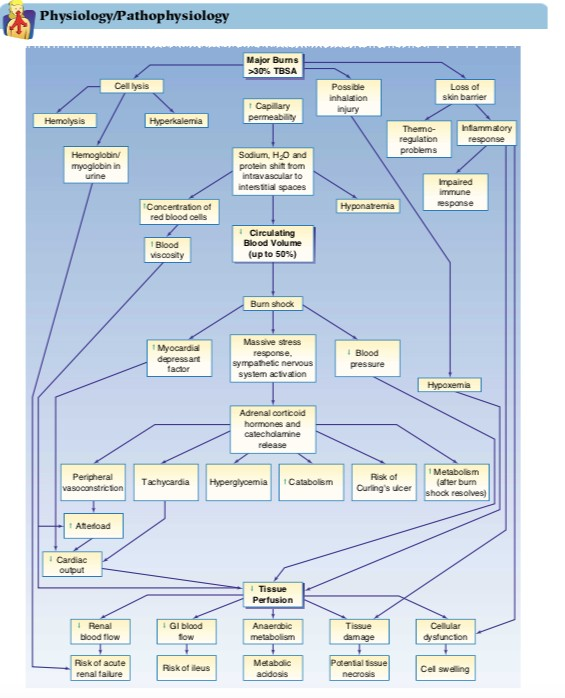 Physiology/Pathophysiology
Major Burns
>30% TBSA
Cell lysis
Possible
inhalation
injury
Loss of
skin barrier
Hemolysis
Hyperkalemia
↑ Capillary
permeability
Thermo-
regulation
problems
Inflammatory
response
Hemoglobin/
myoglobin in
urine
Sodium, H₂O and
protein shift from
intravascular to
interstitial spaces
Impaired
immune
response
↑Concentration of
red blood cells
Hyponatremia
↑ Blood
viscosity
↓ Circulating
Blood Volume
(up to 50%)
Burn shock
↑ Myocardial
depressant
factor
Massive stress
response,
sympathetic nervous
system activation
↓ Blood
pressure
Hypoxemia
Adrenal corticoid
hormones and
catecholamine
release
Peripheral
vasoconstriction
Tachycardia
Hyperglycemia
↑ Catabolism
Risk of
Curling's ulcer
↑ Metabolism
(after burn
shock resolves)
↑ Afterload
↓ Cardiac
output
↓ Tissue
Perfusion
↓ Renal
blood flow
↓ GI blood
flow
Anaerobic
metabolism
Tissue
damage
Cellular
dysfunction
Risk of acute
renal failure
Risk of ileus
Metabolic
acidosis
Potential tissue
necrosis
Cell swelling